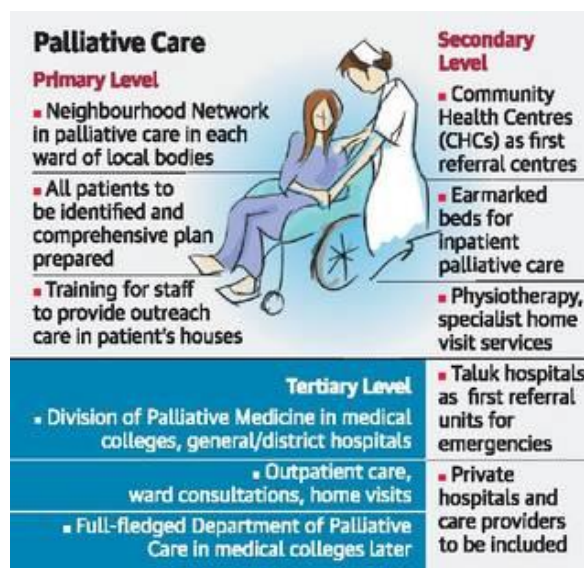 Palliative Care
Primary Level
▪ Neighbourhood Network
in palliative care in each
ward of local bodies
▪ All patients to
be identified and
comprehensive plan
prepared
▪ Training for staff
to provide outreach
care in patient's houses
Secondary
Level
▪ Community
Health Centres
(CHCs) as first
referral centres
▪ Earmarked
beds for
inpatient
palliative care
▪ Physiotherapy,
specialist home
visit services
▪ Taluk hospitals
as first referral
units for
emergencies
▪ Private
hospitals and
care providers
to be included
Tertiary Level
▪ Division of Palliative Medicine in medical
colleges, general/district hospitals
▪ Outpatient care,
ward consultations, home visits
▪ Full-fledged Department of Palliative
Care in medical colleges later